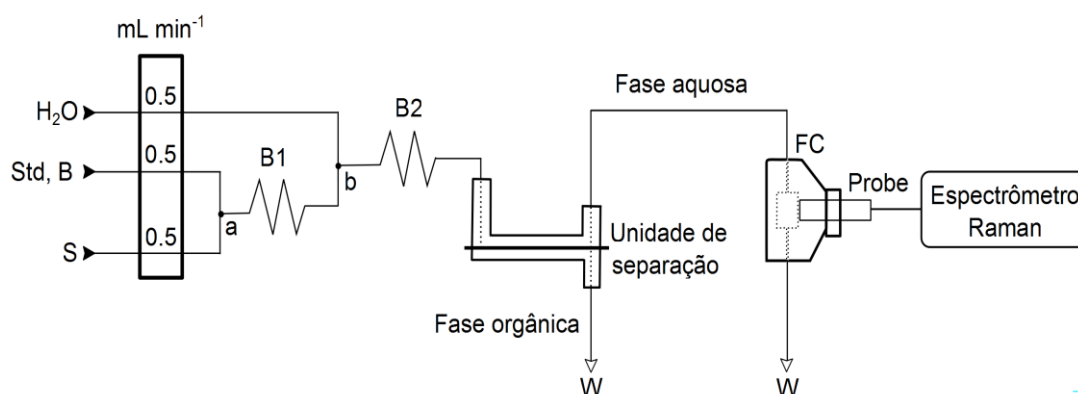 mL min⁻¹
H₂O
0.5
Std, B
0.5
S
0.5
a
B1
b
B2
Fase aquosa
Unidade de
separação
Fase orgânica
W
FC
Probe
W
Espectrômetro
Raman